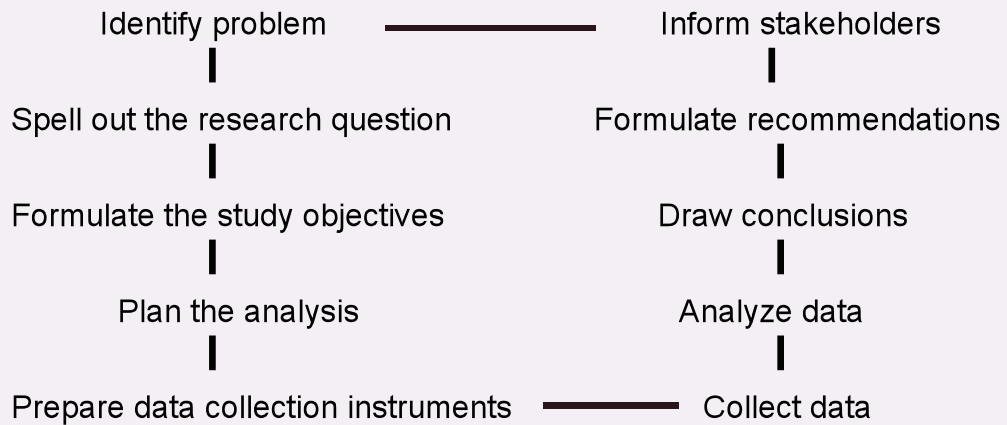 Identify problem
Inform stakeholders
Spell out the research question
Formulate recommendations
Formulate the study objectives
Draw conclusions
Plan the analysis
Analyze data
Prepare data collection instruments
Collect data